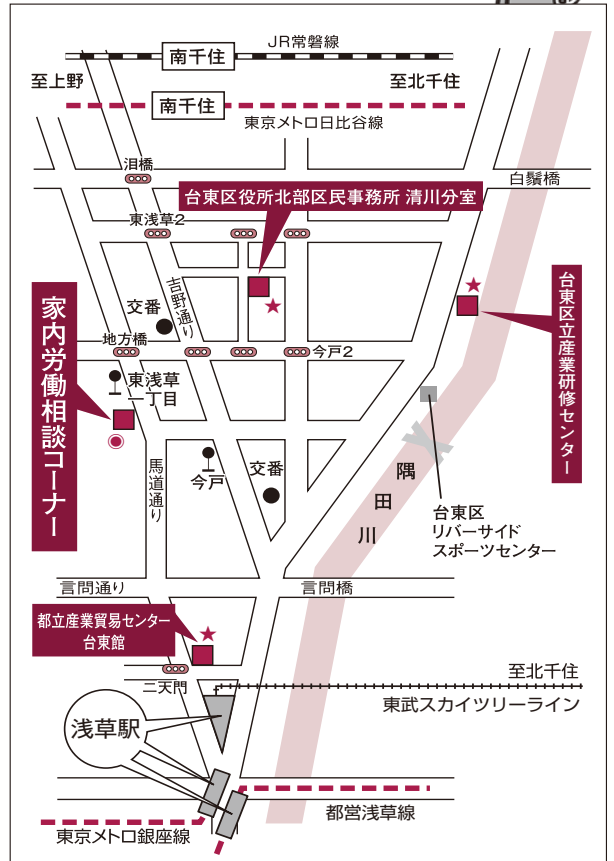 JR常磐線
南千住
至上野
至北千住
南千住
東京メトロ日比谷線
泪橋
白鬚橋
台東区役所北部区民事務所 清川分室
東浅草2
吉野通り
交番
台東区立産業研修センター
家内労働相談コーナー
地方橋
今戸2
東浅草
一丁目
馬道通り
今戸
交番
隅田川
台東区
リバーサイド
スポーツセンター
言問通り
言問橋
都立産業貿易センター
台東館
二天門
至北千住
東武スカイツリーライン
浅草駅
都営浅草線
東京メトロ銀座線